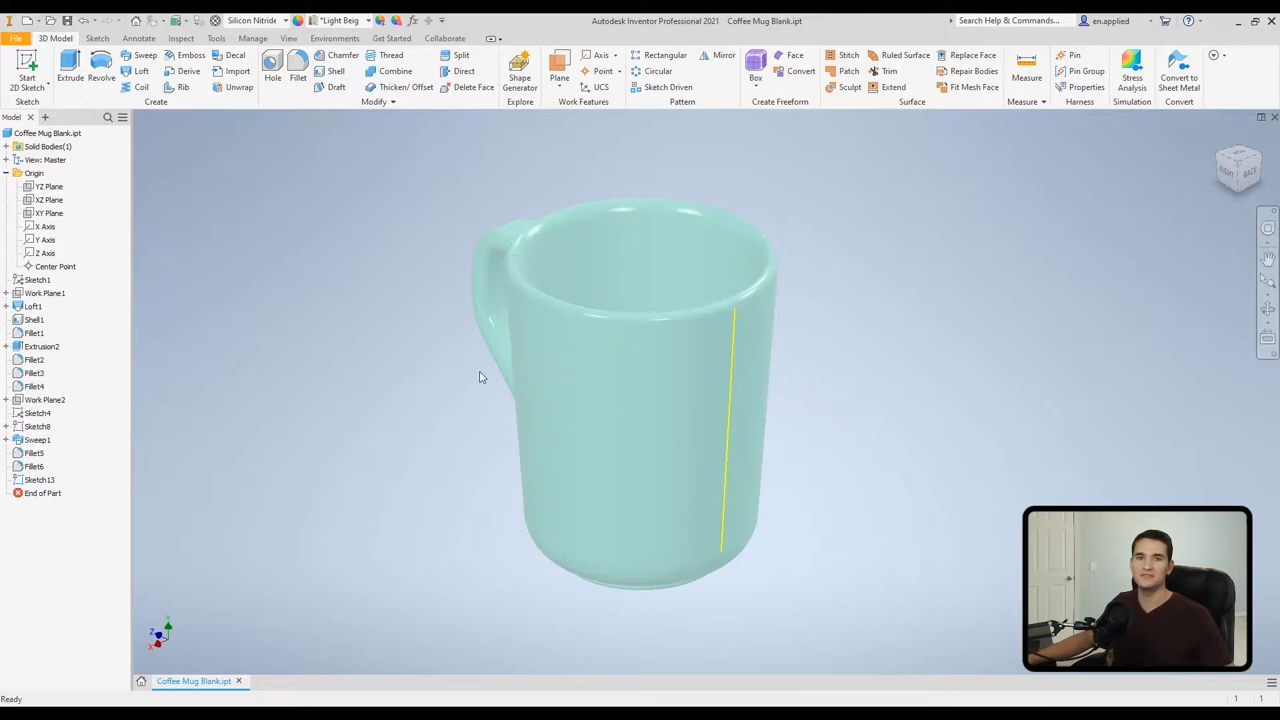 Silicon Nitride
*Light Beig
Autodesk Inventor Professional 2021 Coffee Mug Blank.ipt
Search Help & Commands...
en.applied
File
3D Model
Sketch
Annotate
Inspect
Tools
Manage
View
Environments
Get Started
Collaborate
Start
2D Sketch
Sketch
Extrude
Revolve
Sweep
Loft
Coil
Emboss
Derive
Rib
Decal
Import
Unwrap
Create
Hole
Fillet
Chamfer
Shell
Draft
Thread
Combine
Thicken/ Offset
Split
Direct
Delete Face
Modify
Shape
Generator
Explore
Plane
Axis
Point
UCS
Work Features
Rectangular
Circular
Sketch Driven
Mirror
Pattern
Box
Face
Convert
Create Freeform
Stitch
Patch
Sculpt
Ruled Surface
Trim
Extend
Replace Face
Repair Bodies
Fit Mesh Face
Surface
Measure
Measure
Pin
Pin Group
Properties
Harness
Stress
Analysis
Simulation
Convert to
Sheet Metal
Convert
Model
Coffee Mug Blank.ipt
Solid Bodies(1)
View: Master
Origin
YZ Plane
XZ Plane
XY Plane
X Axis
Y Axis
Z Axis
Center Point
Sketch1
Work Plane1
Loft1
Shell1
Fillet1
Extrusion2
Fillet2
Fillet3
Fillet4
Work Plane2
Sketch4
Sketch8
Sweep1
Fillet5
Fillet6
Sketch13
End of Part
RIGHT
BACK
Y
Z
X
Coffee Mug Blank.ipt
Ready
1
1